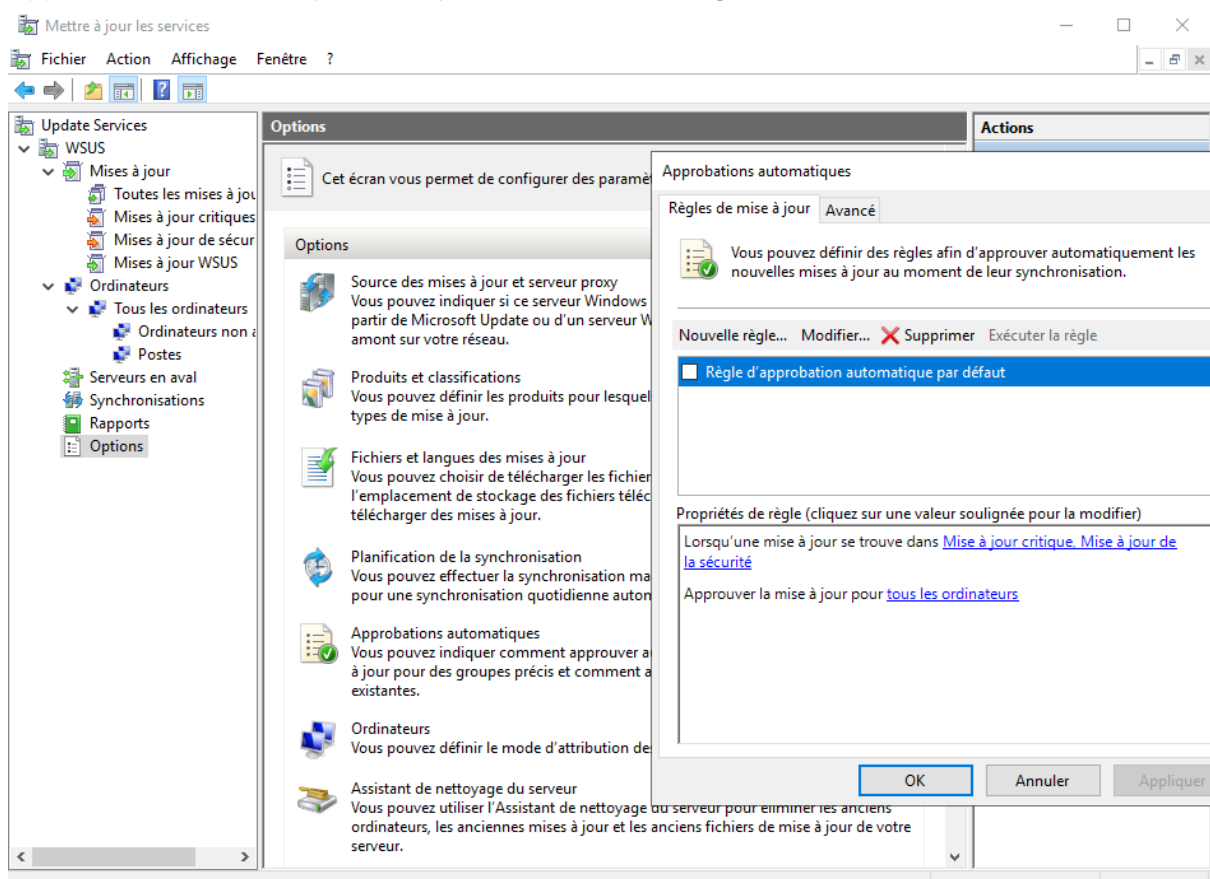 Mettre à jour les services
Fichier Action Affichage Fenêtre ?
Update Services
WSUS
Mises à jour
Toutes les mises à jou
Mises à jour critiques
Mises à jour de sécur
Mises à jour WSUS
Ordinateurs
Tous les ordinateurs
Ordinateurs non a
Postes
Serveurs en aval
Synchronisations
Rapports
Options
Options
Cet écran vous permet de configurer des paramè
Options
Source des mises à jour et serveur proxy
Vous pouvez indiquer si ce serveur Windows
partir de Microsoft Update ou d'un serveur W
amont sur votre réseau.
Produits et classifications
Vous pouvez définir les produits pour lesquel
types de mise à jour.
Fichiers et langues des mises à jour
Vous pouvez choisir de télécharger les fichier
l'emplacement de stockage des fichiers téléc
télécharger des mises à jour.
Planification de la synchronisation
Vous pouvez effectuer la synchronisation ma
pour une synchronisation quotidienne auton
Approbations automatiques
Vous pouvez indiquer comment approuver a
à jour pour des groupes précis et comment a
existantes.
Ordinateurs
Vous pouvez définir le mode d'attribution de
Assistant de nettoyage du serveur
Vous pouvez utiliser l'Assistant de nettoyage du serveur pour éliminer les anciens
ordinateurs, les anciennes mises à jour et les anciens fichiers de mise à jour de votre
serveur.
Actions
Approbations automatiques
Règles de mise à jour Avancé
Vous pouvez définir des règles afin d'approuver automatiquement les
nouvelles mises à jour au moment de leur synchronisation.
Nouvelle règle... Modifier... Supprimer Exécuter la règle
Règle d'approbation automatique par défaut
Propriétés de règle (cliquez sur une valeur soulignée pour la modifier)
Lorsqu'une mise à jour se trouve dans Mise à jour critique, Mise à jour de
la sécurité
Approuver la mise à jour pour tous les ordinateurs
OK Annuler Appliquer